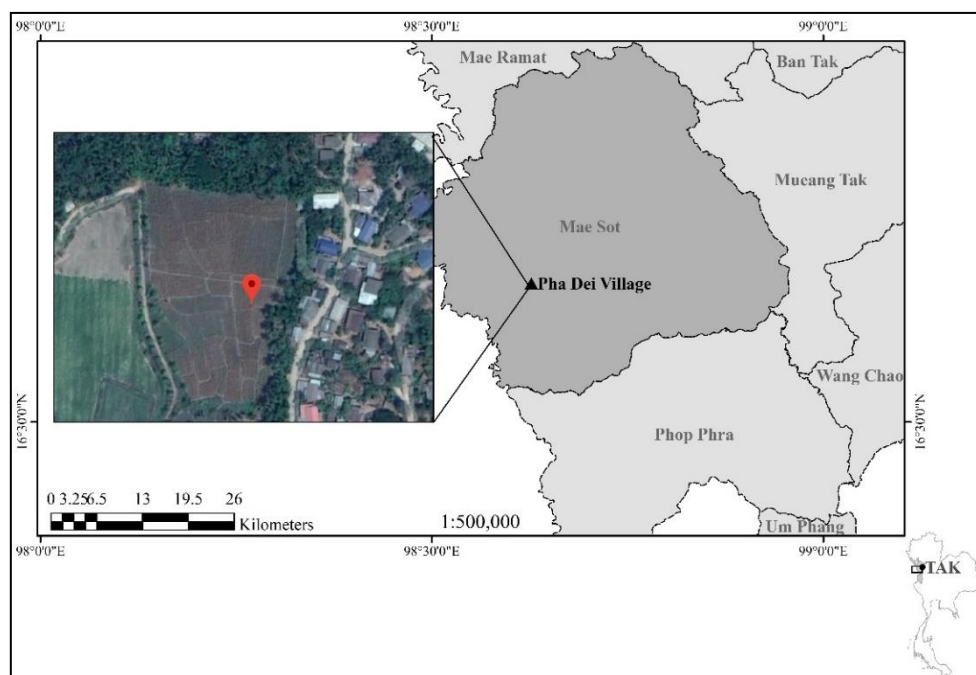 98°0'0"E
98°30'0"E
99°0'0"E
Mae Ramat
Ban Tak
Mueang Tak
Mae Sot
Pha Dei Village
Wang Chao
16°30'0"N
16°30'0"N
Phop Phra
0 3.25 6.5 13 19.5 26
Kilometers
1:500,000
Um Phang
98°0'0"E
98°30'0"E
99°0'0"E
TAK